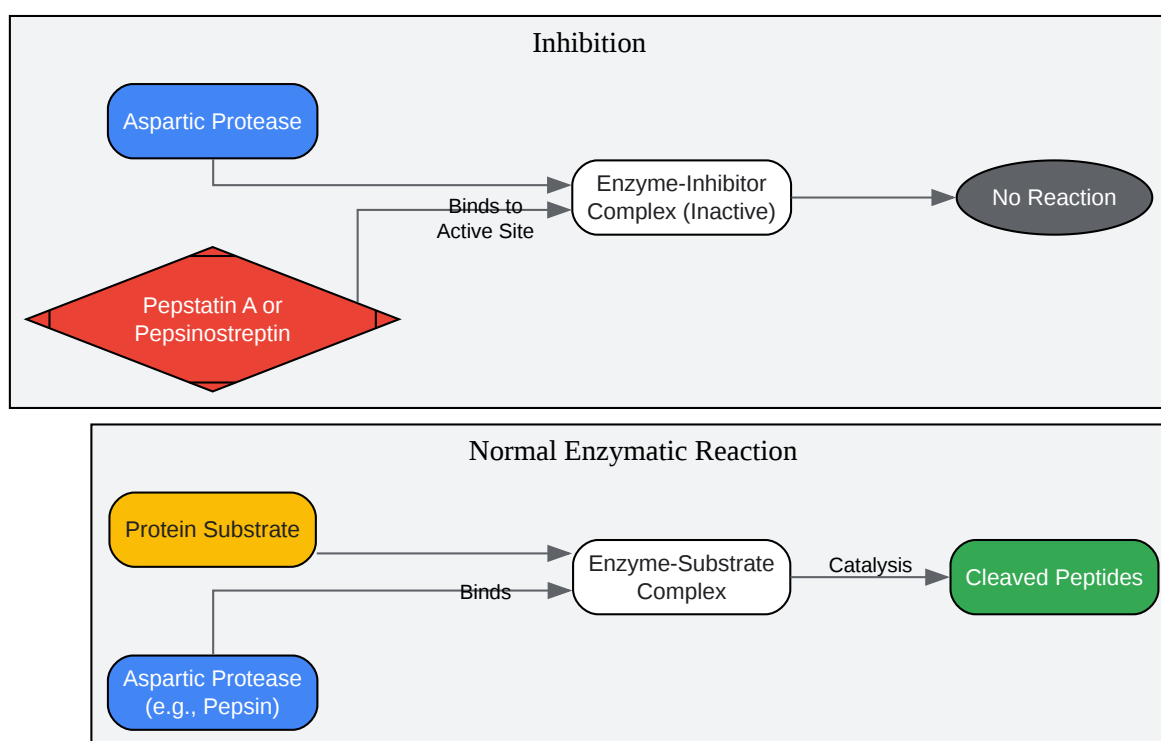 Inhibition
Aspartic Protease
Enzyme-Inhibitor
Complex (Inactive)
No Reaction
Binds to
Active Site
Pepstatin A or
Pepsinostreptin
Normal Enzymatic Reaction
Protein Substrate
Enzyme-Substrate
Complex
Catalysis
Cleaved Peptides
Binds
Aspartic Protease
(e.g., Pepsin)